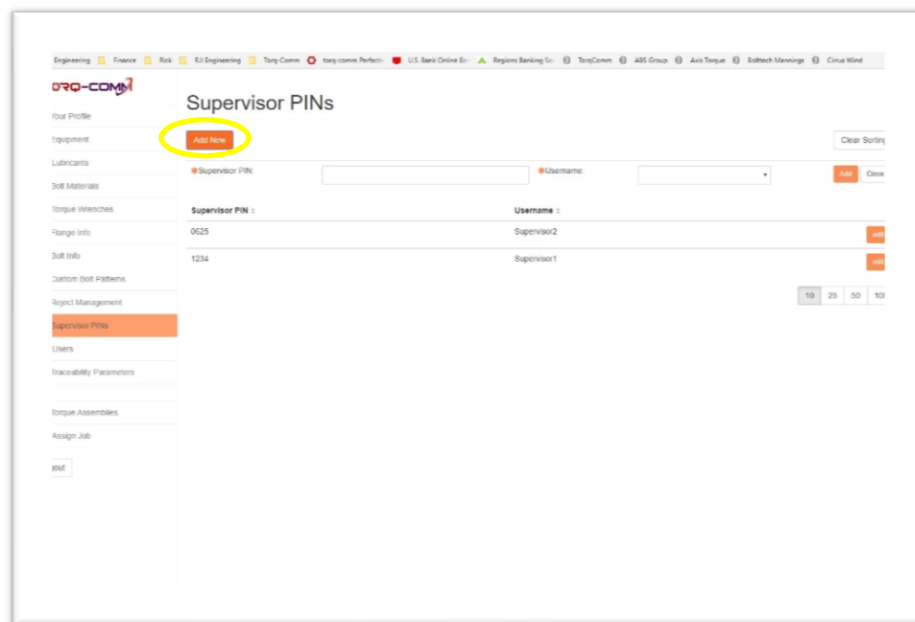 Engineering Finance Rick RJI Engineering Torq Comm torq-comm Perfecti U.S. Bank Online Ba Regions Banking Se TorqComm ABS Group Axis Torque Bolttech Mannings Cirrus Wind
ORQ-COMM
Your Profile
Supervisor PINs
Equipment
Add New
Clear Sorting
Lubricants
Supervisor PIN:
Username:
Add
Close
Bolt Materials
Torque Wrenches
Supervisor PIN
Username
Flange Info
0625
Supervisor2
edit
Bolt Info
1234
Supervisor1
edit
Custom Bolt Patterns
Reject Management
10 25 50 100
Supervisor PINs
Users
Traceability Parameters
Torque Assemblies
Assign Job
gout